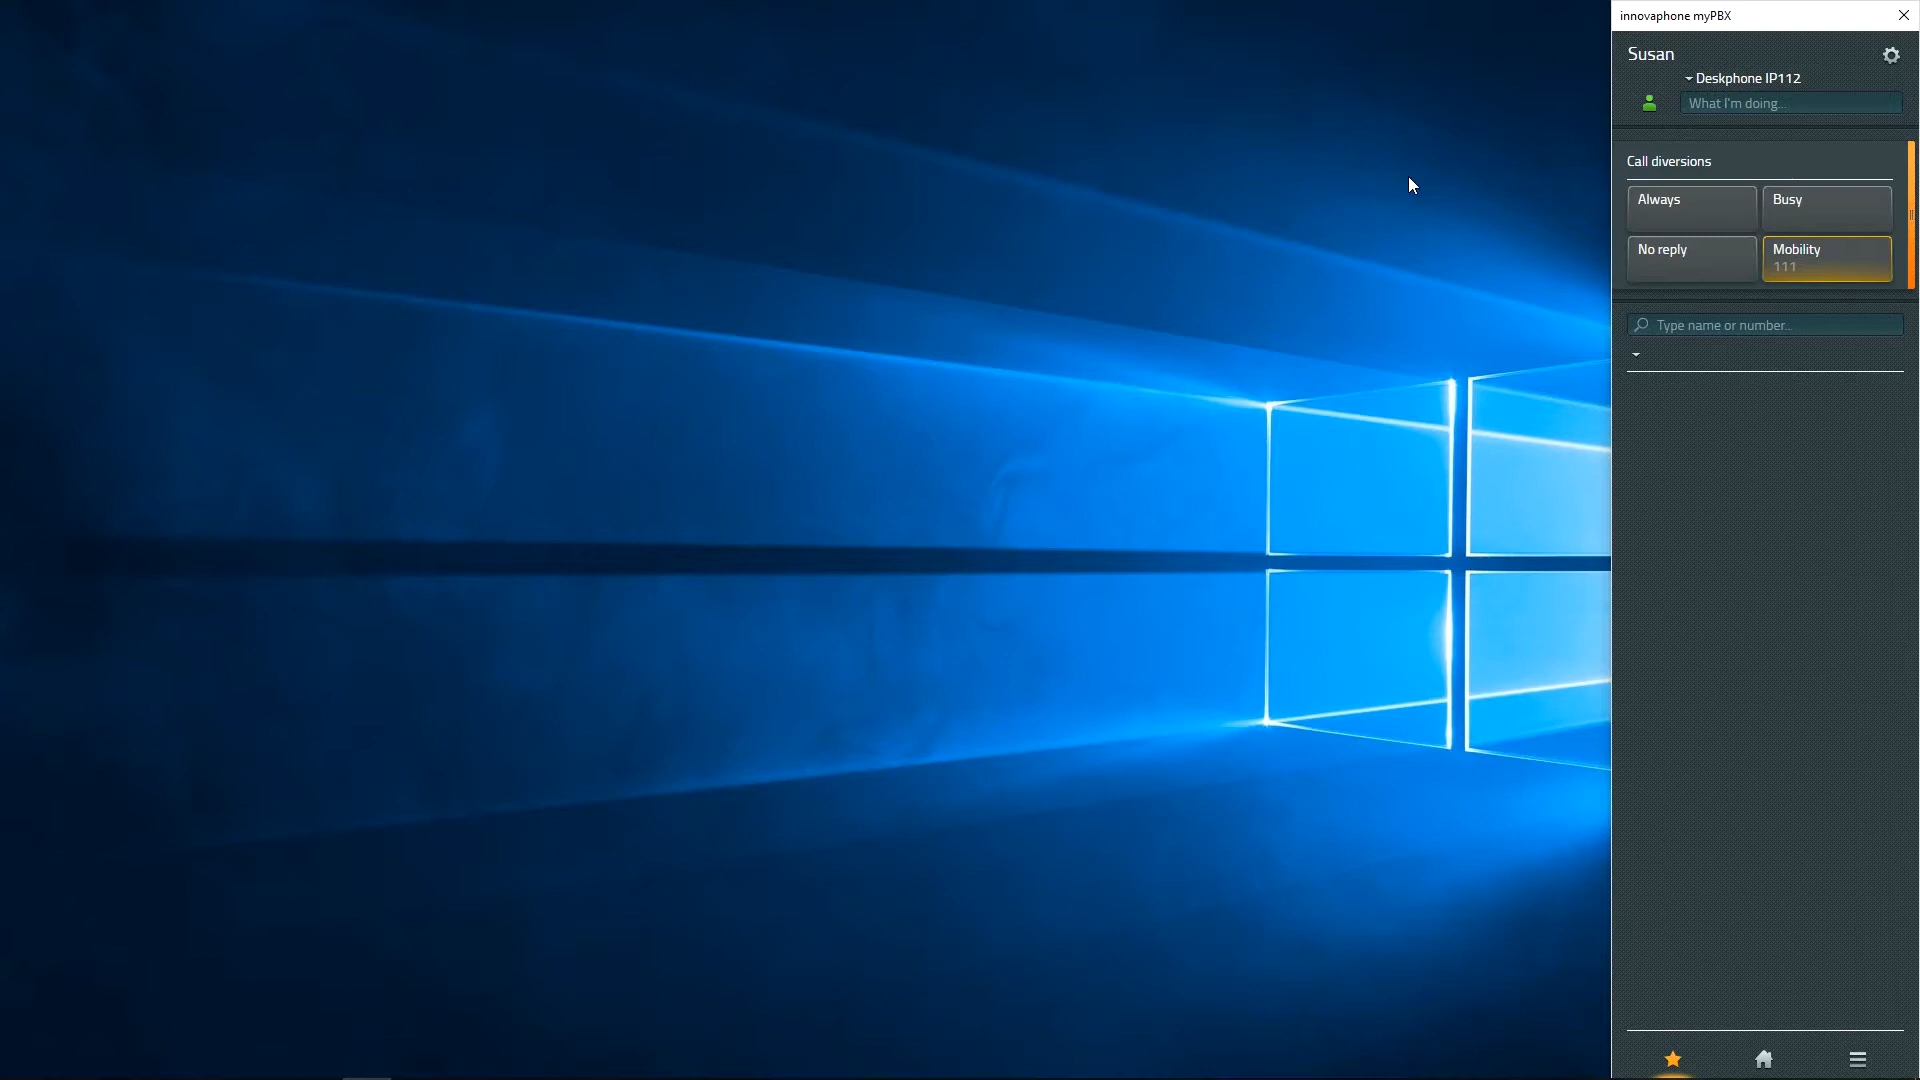 innovaphone myPBX
Susan
Deskphone IP112
What I'm doing...
Call diversions
Always
Busy
No reply
Mobility
111
Type name or number...